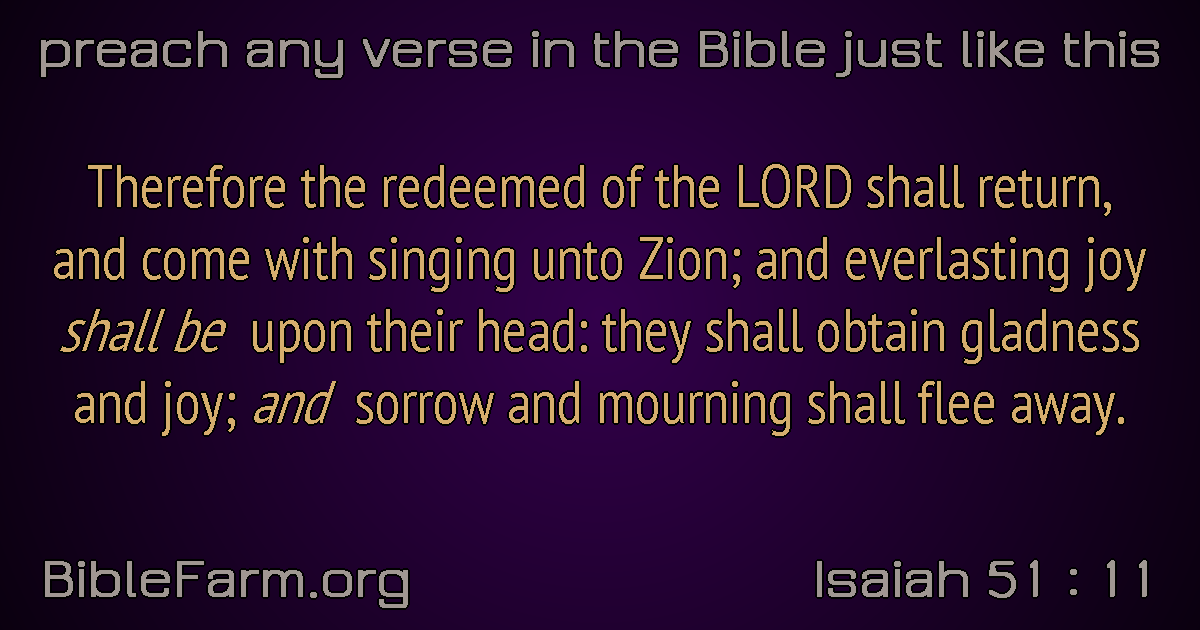 preach any verse in the Bible just like this
Therefore the redeemed of the LORD shall return,
and come with singing unto Zion; and everlasting joy
shall be upon their head: they shall obtain gladness
and joy; and sorrow and mourning shall flee away.
BibleFarm.org
Isaiah 51 : 11